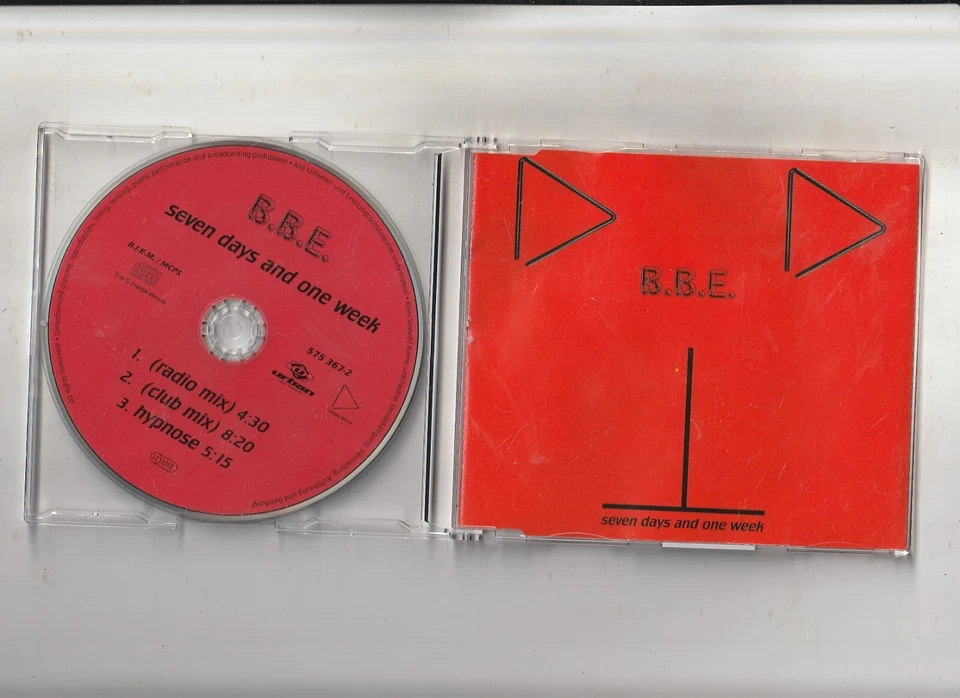 B.B.E.
seven days and one week
B.I.E.M. / MCPS
575 367-2
urban
1. (radio mix) 4:30
2. (club mix) 8:20
3. hypnose 5:15
B.B.E.
seven days and one week